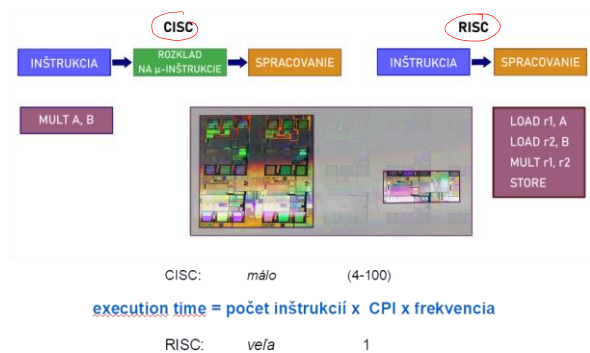 CISC
RISC
INŠTRUKCIA
ROZKLAD
NA µ-INŠTRUKCIE
SPRACOVANIE
INŠTRUKCIA
SPRACOVANIE
MULT A, B
LOAD r1, A
LOAD r2, B
MULT r1, r2
STORE
CISC: málo (4-100)
execution time = počet inštrukcií x CPI x frekvencia
RISC: veľa 1